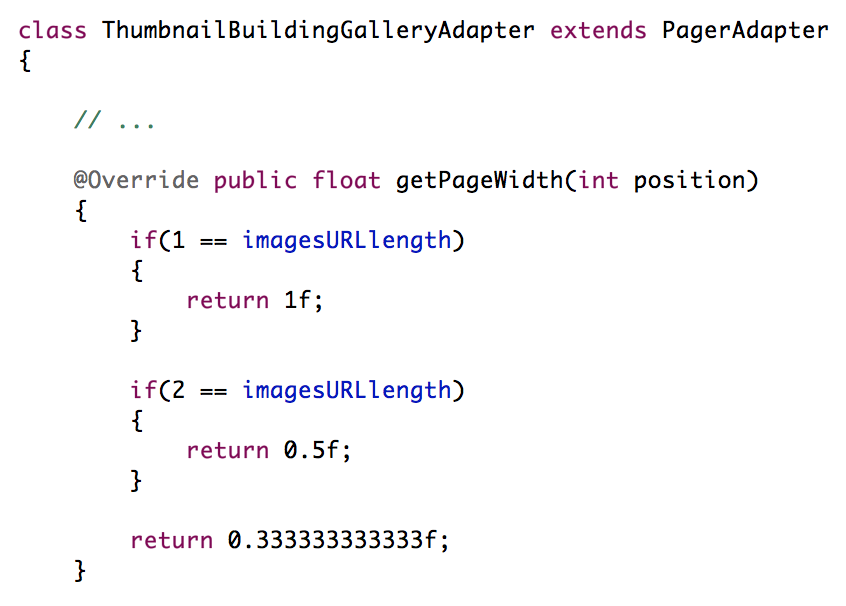 class ThumbnailBuildingGalleryAdapter extends PagerAdapter
{
// ...
@Override public float getPageWidth(int position)
{
if(1 == imagesURLlength)
{
return 1f;
}
if(2 == imagesURLlength)
{
return 0.5f;
}
return 0.333333333333f;
}